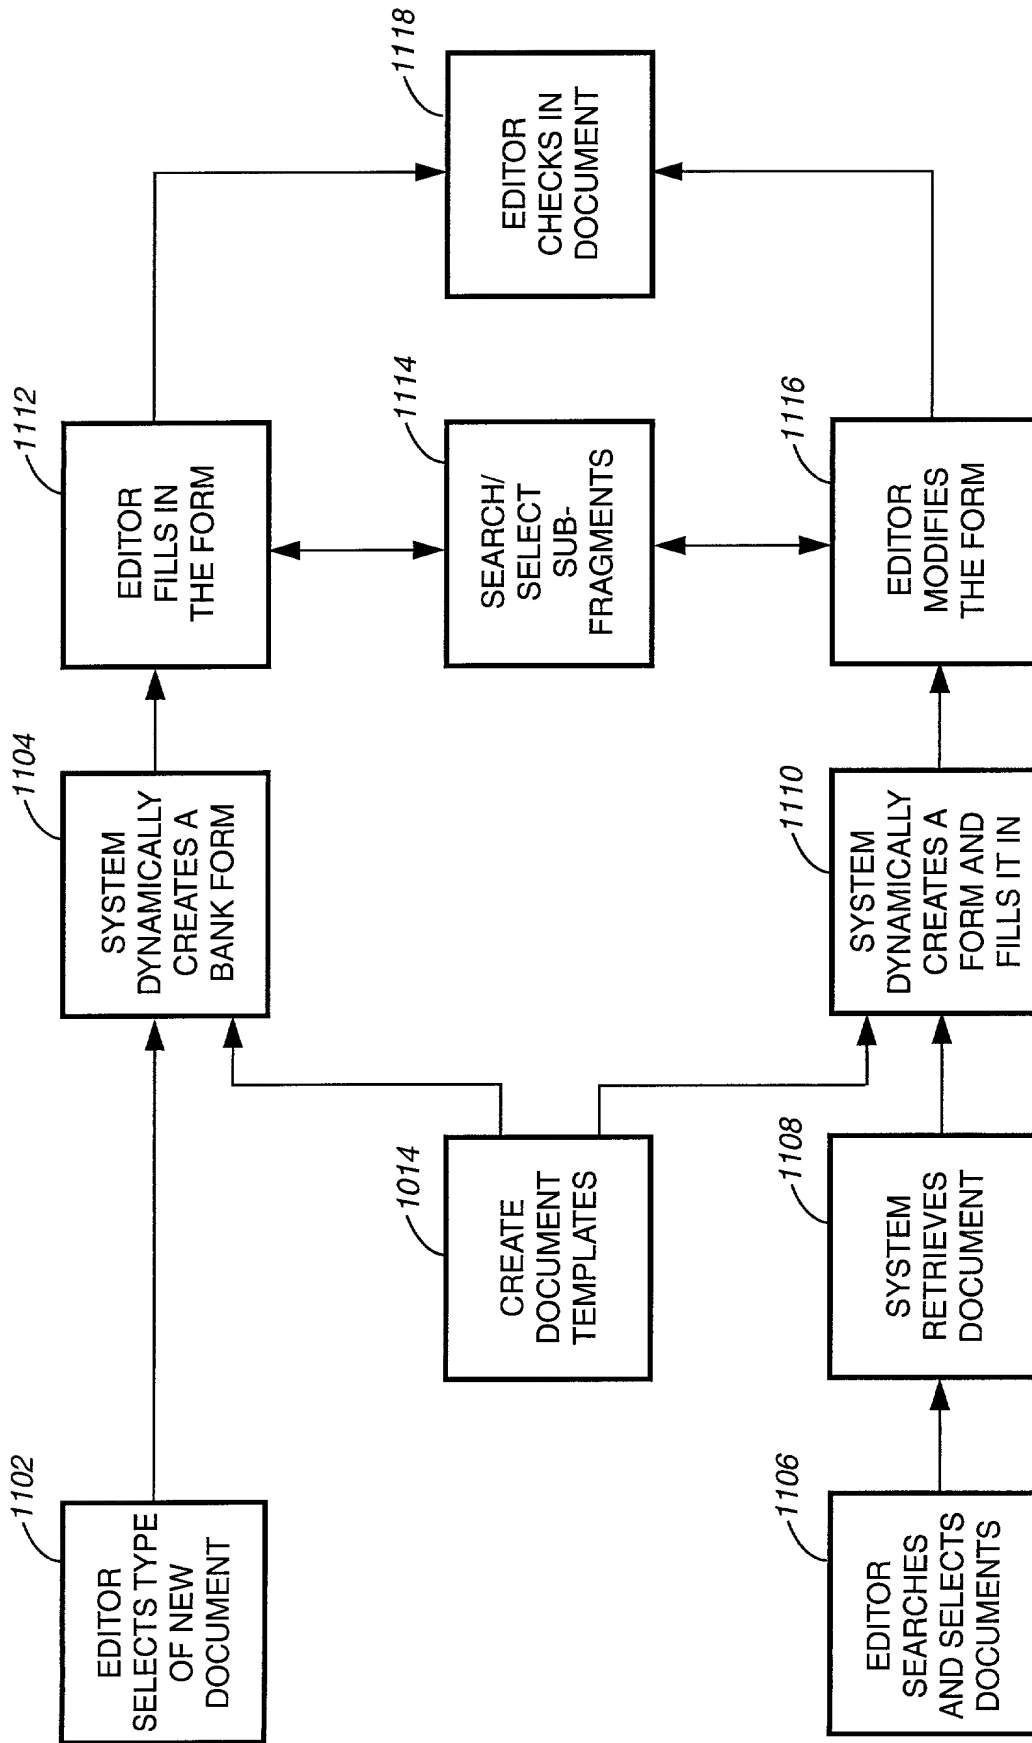 1102
EDITOR
SELECTS TYPE
OF NEW
DOCUMENT
1104
SYSTEM
DYNAMICALLY
CREATES A
BANK FORM
1112
EDITOR
FILLS IN
THE FORM
1014
CREATE
DOCUMENT
TEMPLATES
1114
SEARCH/
SELECT
SUB-
FRAGMENTS
1118
EDITOR
CHECKS IN
DOCUMENT
1106
EDITOR
SEARCHES
AND SELECTS
DOCUMENTS
1108
SYSTEM
RETRIEVES
DOCUMENT
1110
SYSTEM
DYNAMICALLY
CREATES A
FORM AND
FILLS IT IN
1116
EDITOR
MODIFIES
THE FORM